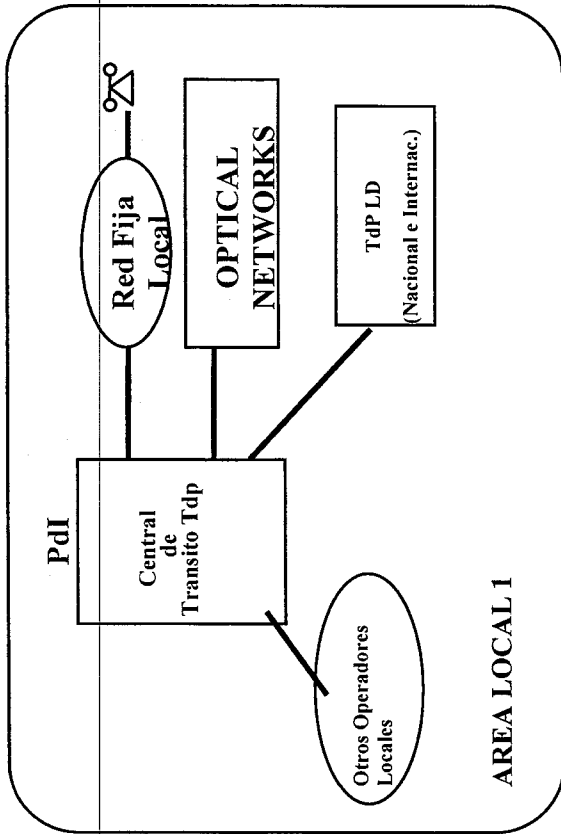 PdI
Central
de
Transito Tdp
Red Fija
Local
OPTICAL
NETWORKS
TdP LD
(Nacional e Internac.)
Otros Operadores
Locales
AREA LOCAL 1